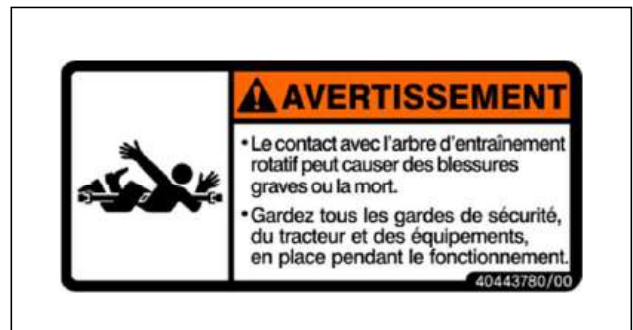 AVERTISSEMENT
• Le contact avec l'arbre d'entraînement
rotatif peut causer des blessures
graves ou la mort.
• Gardez tous les gardes de sécurité,
du tracteur et des équipements,
en place pendant le fonctionnement.
40443780/00